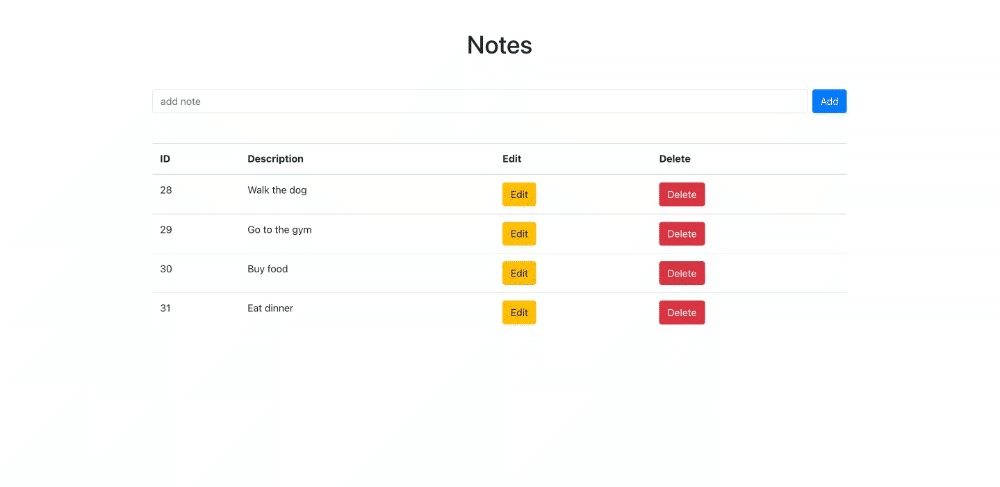 Notes
add note Add
ID Description Edit Delete
28 Walk the dog Edit Delete
29 Go to the gym Edit Delete
30 Buy food Edit Delete
31 Eat dinner Edit Delete